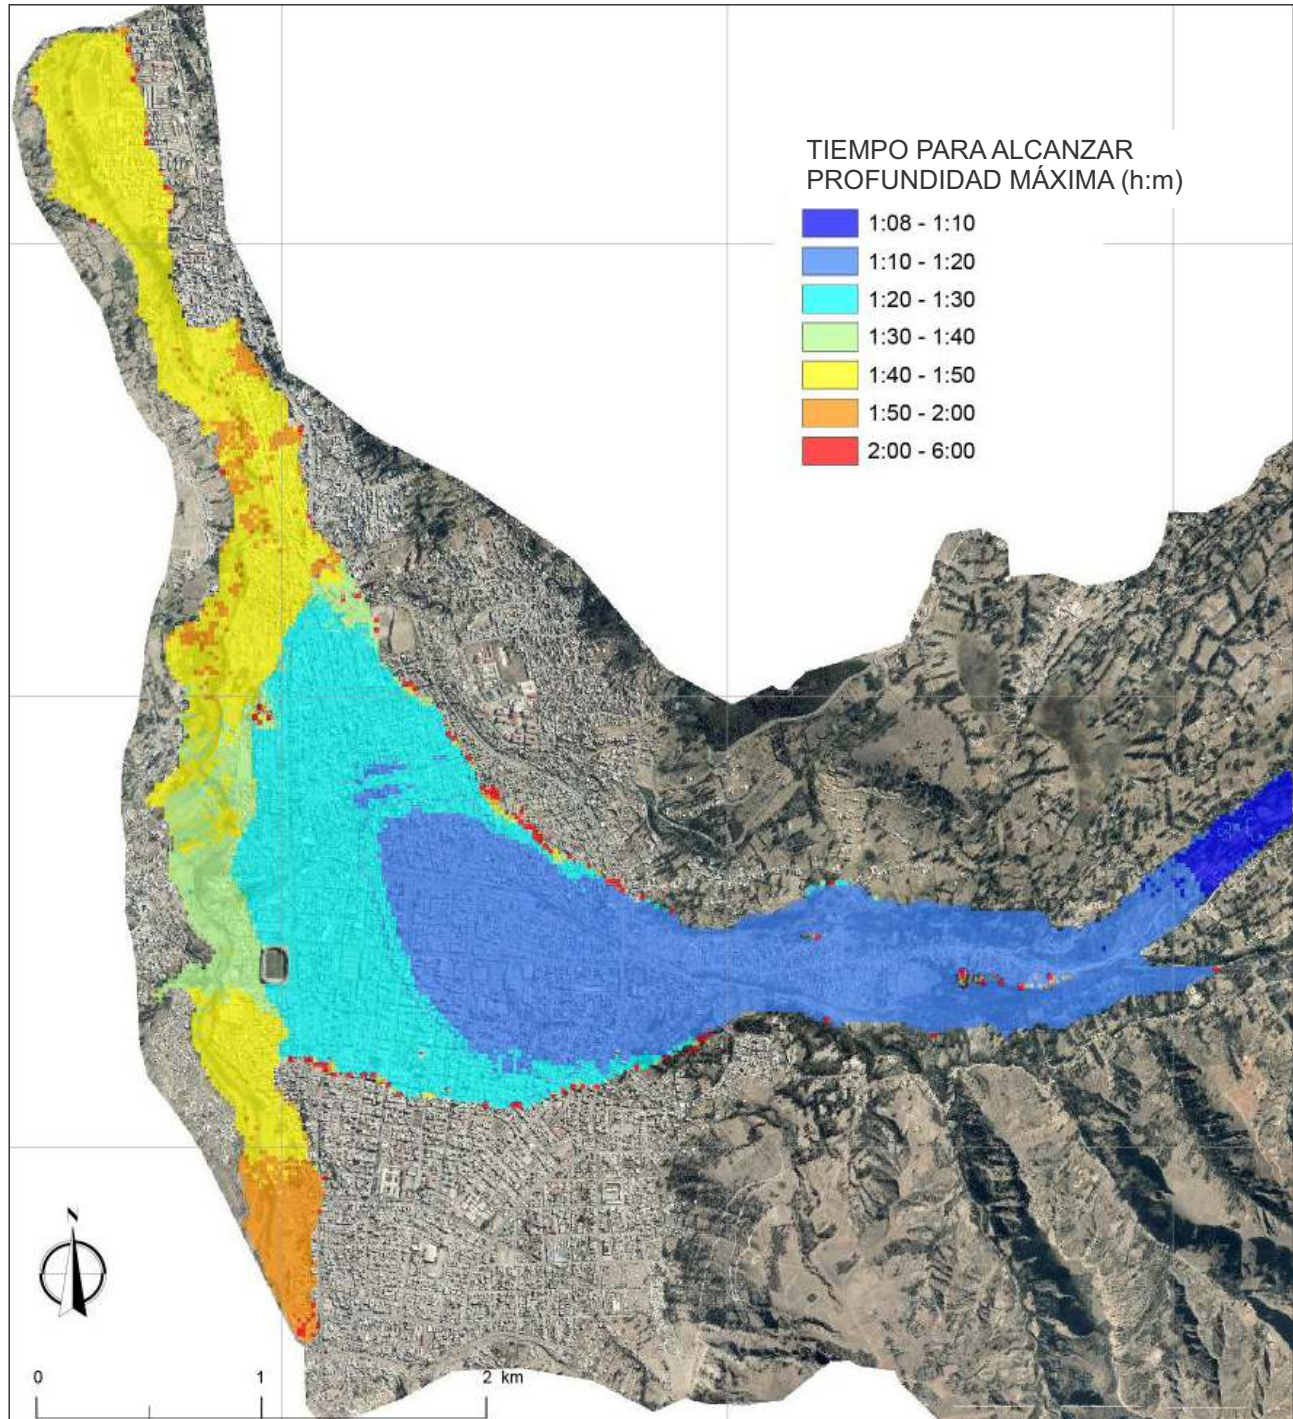 TIEMPO PARA ALCANZAR
PROFUNDIDAD MÁXIMA (h:m)
1:08 - 1:10
1:10 - 1:20
1:20 - 1:30
1:30 - 1:40
1:40 - 1:50
1:50 - 2:00
2:00 - 6:00
N
0 1 2 km